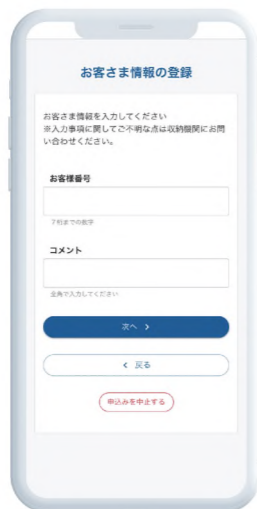 お客さま情報の登録
お客さま情報を入力してください
※入力事項に関してご不明な点は収納機関にお問
い合わせください。
お客様番号
7桁までの数字
コメント
全角で入力してください
次へ >
< 戻る
申込みを中止する